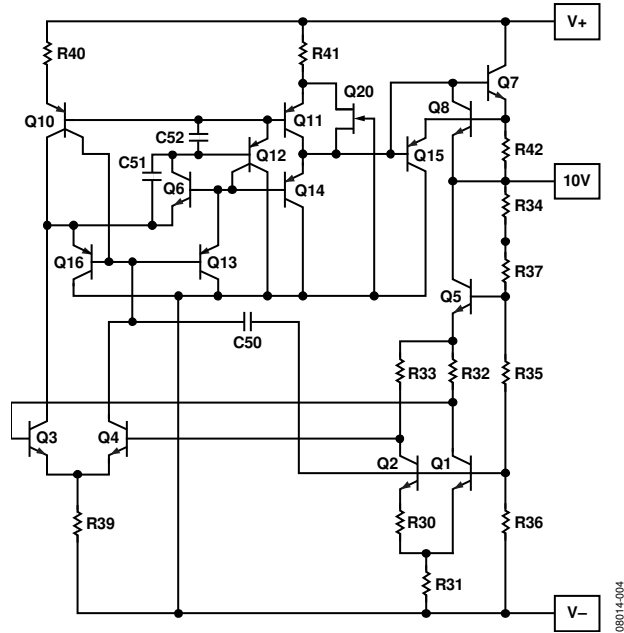 V+
R40
R41
Q20
Q7
Q10
Q11
Q8
C52
Q12
Q15
R42
C51
Q6
Q14
10V
R34
Q16
Q13
R37
Q5
C50
R33
R32
R35
Q3
Q4
Q2
Q1
R39
R30
R36
R31
V–
08014-004